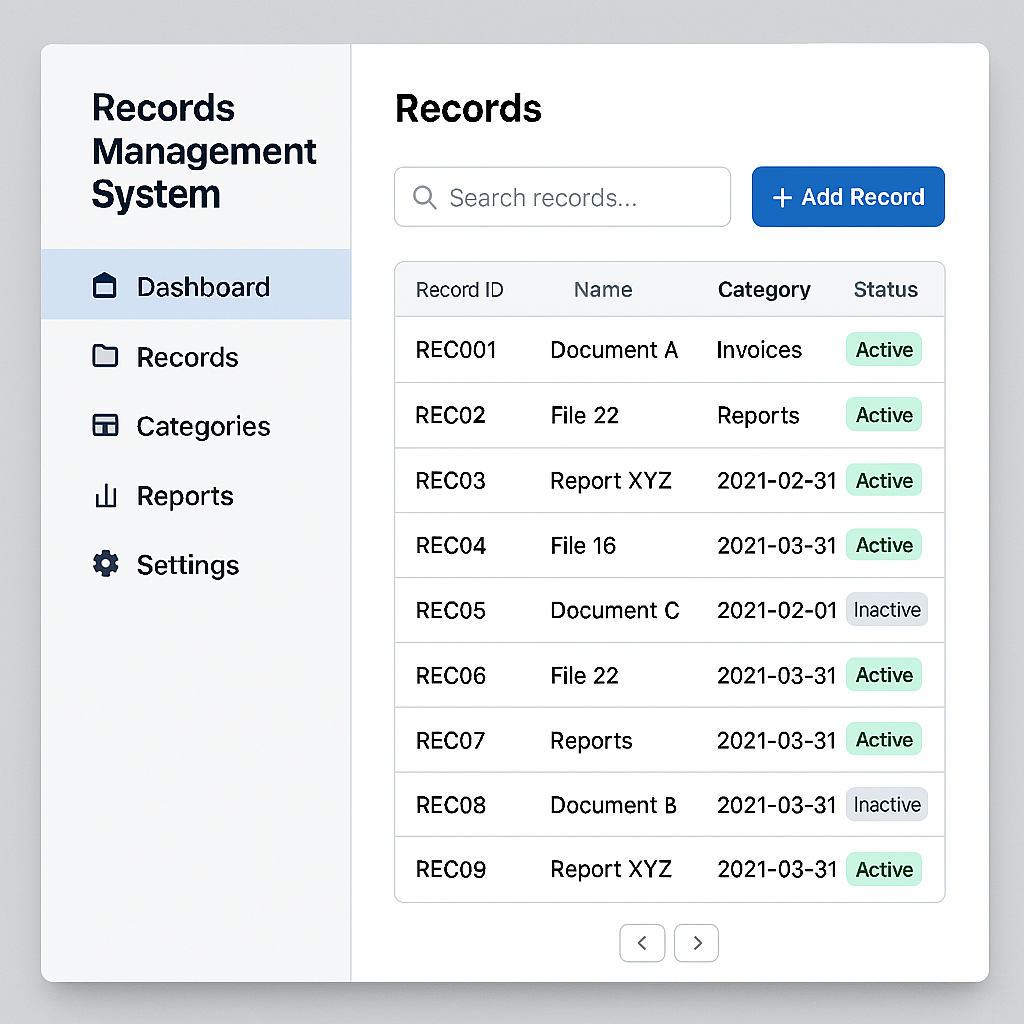 Records
Management
System
Dashboard
Records
Categories
Reports
Settings
Records
Search records...
+ Add Record
Record ID Name Category Status
REC001 Document A Invoices Active
REC02 File 22 Reports Active
REC03 Report XYZ 2021-02-31 Active
REC04 File 16 2021-03-31 Active
REC05 Document C 2021-02-01 Inactive
REC06 File 22 2021-03-31 Active
REC07 Reports 2021-03-31 Active
REC08 Document B 2021-03-31 Inactive
REC09 Report XYZ 2021-03-31 Active